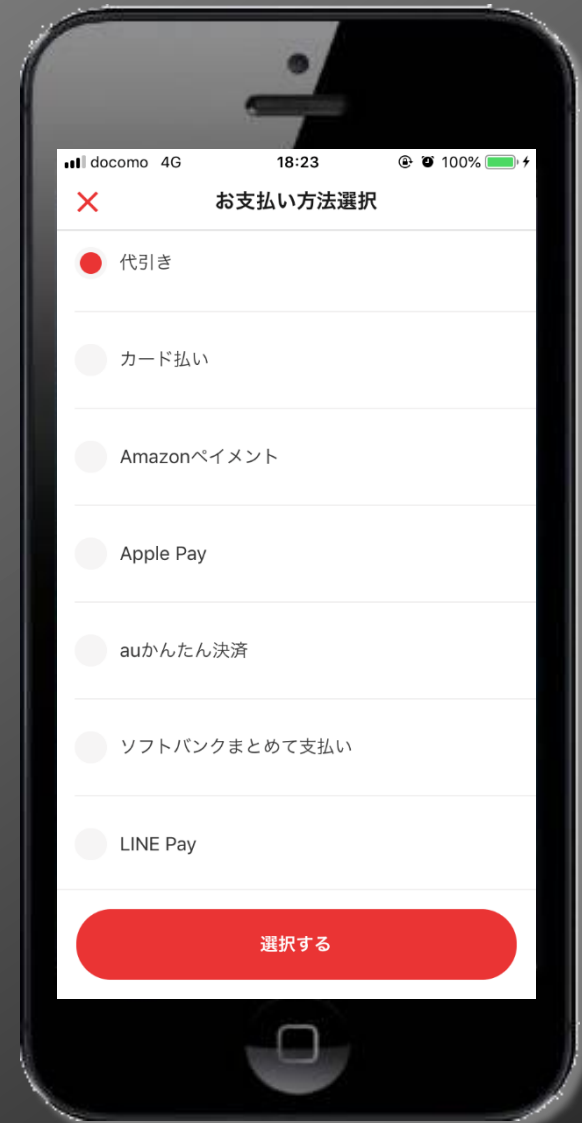 docomo 4G 18:23 100%
お支払い方法選択
代引き
カード払い
Amazonペイメント
Apple Pay
auかんたん決済
ソフトバンクまとめて支払い
LINE Pay
選択する